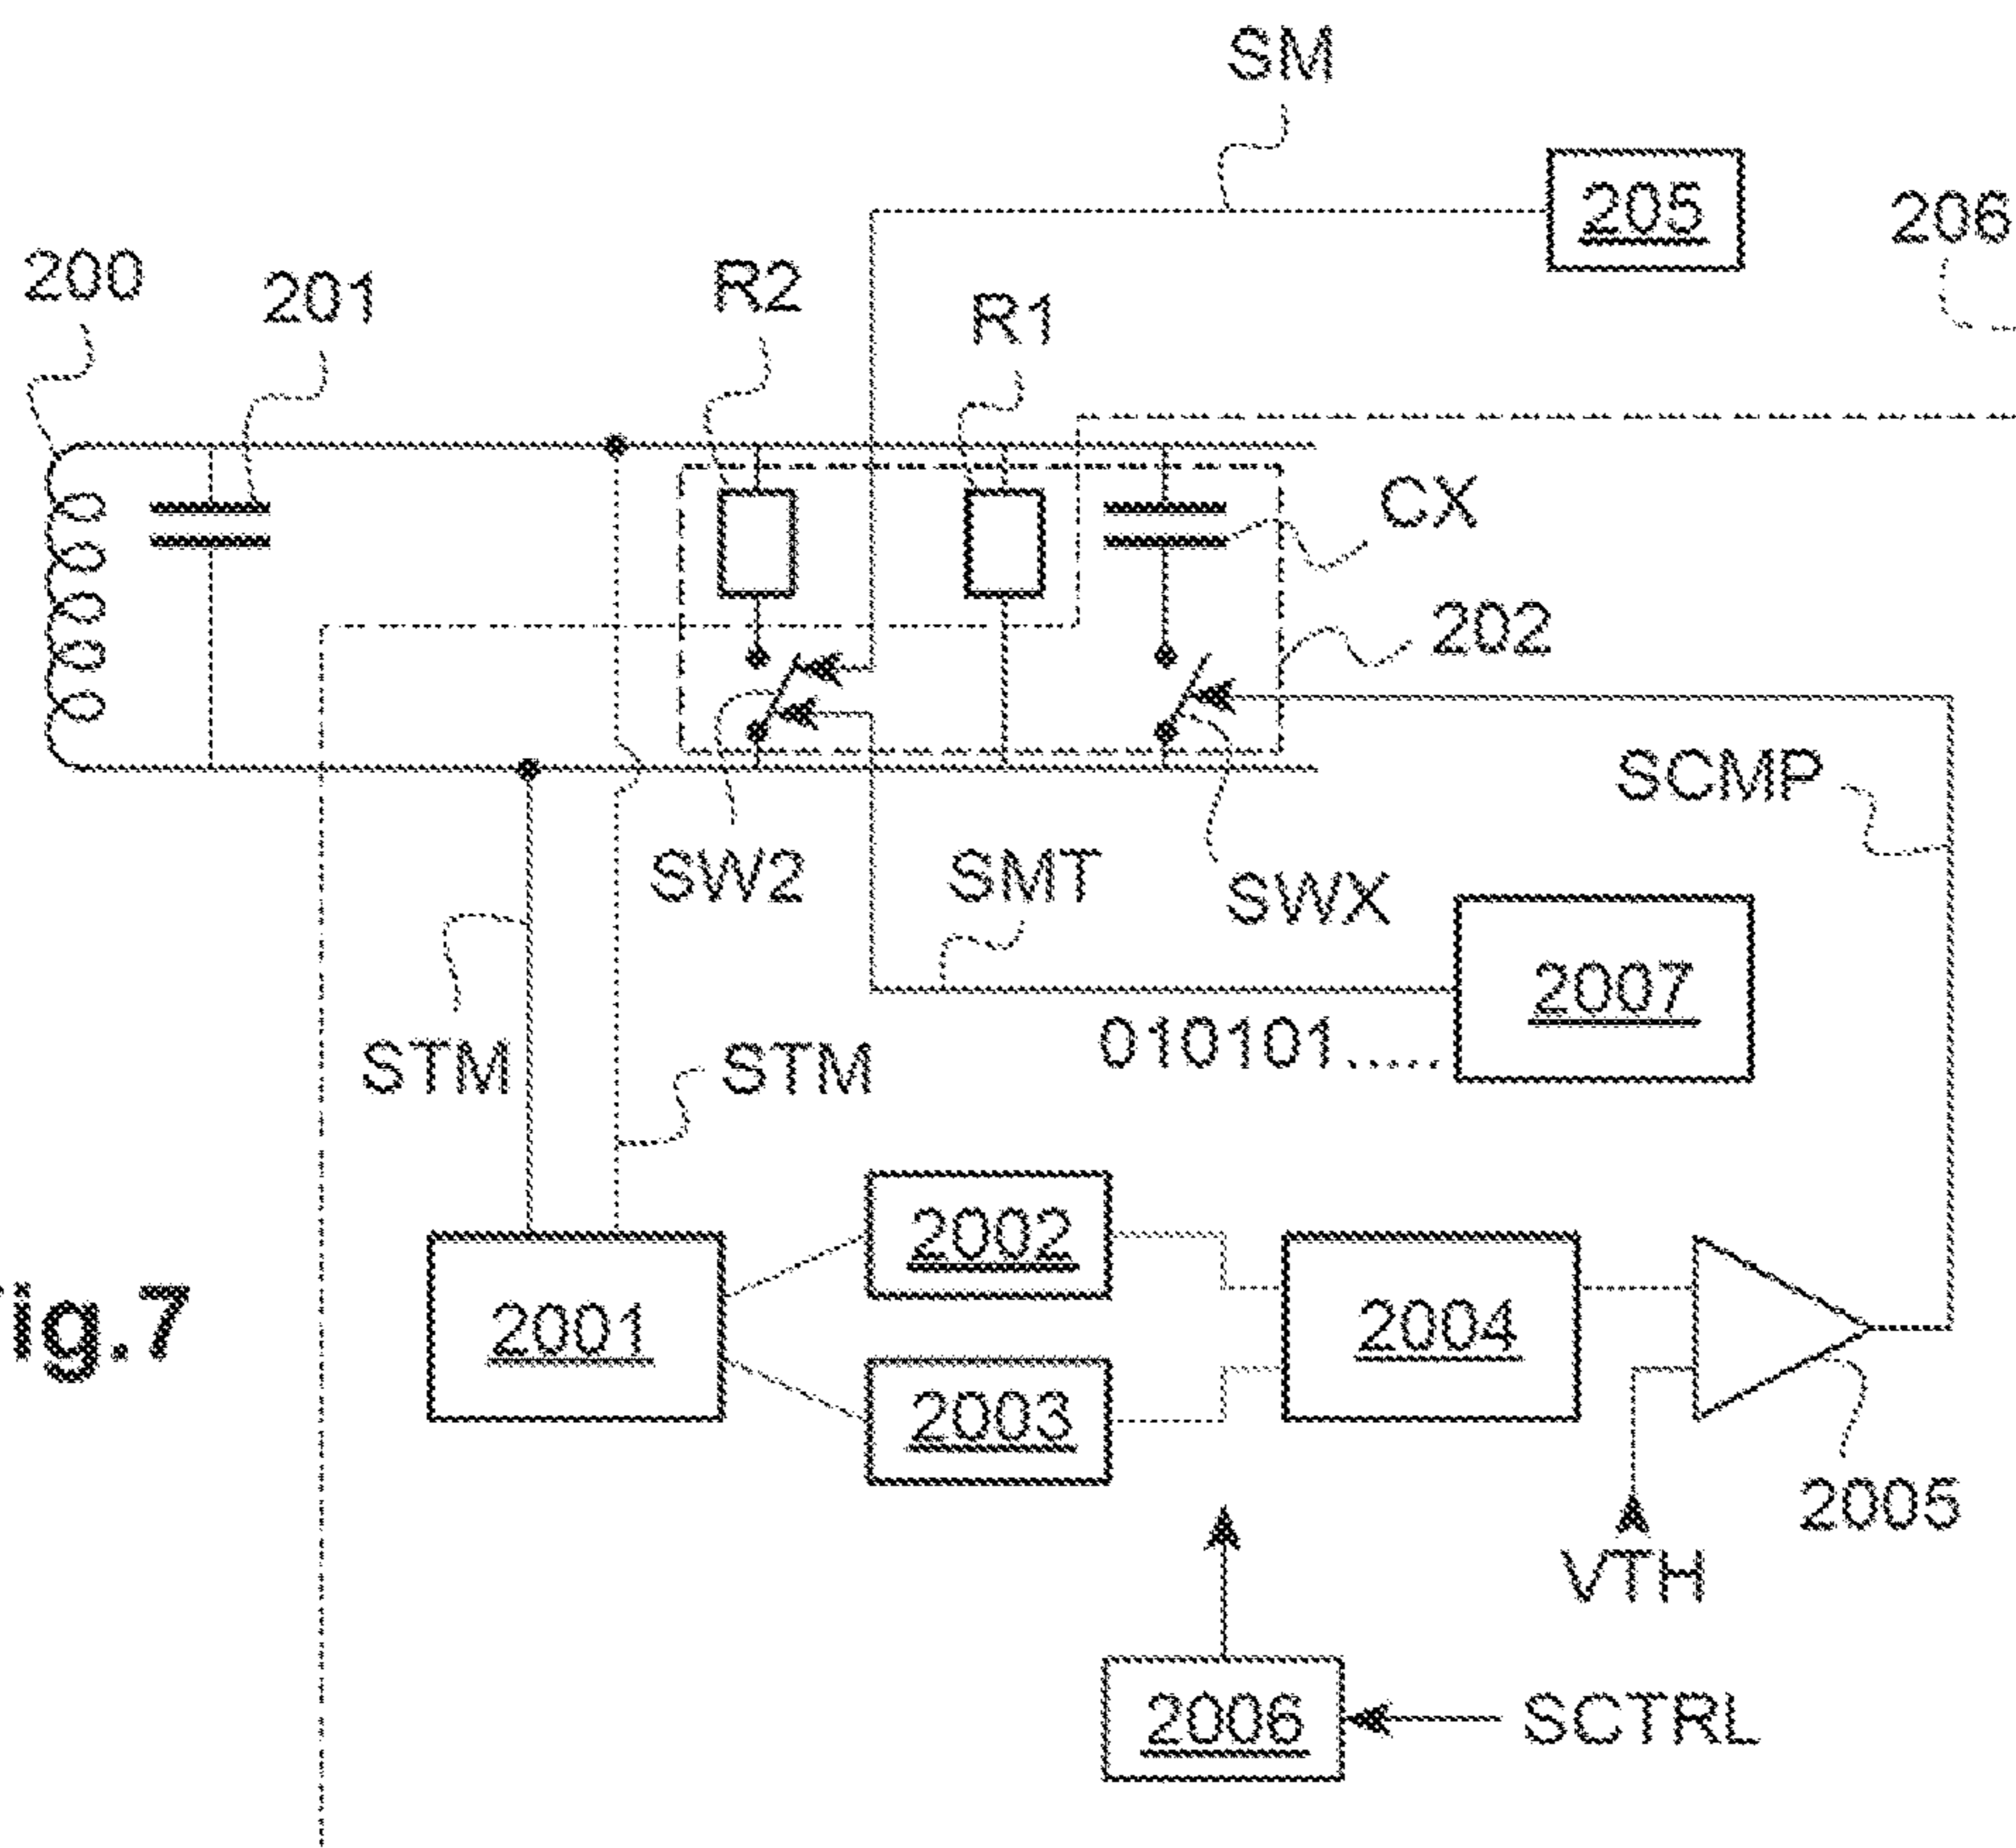 SM
205
206
200
201
R2
R1
CX
202
SCMP
SW2
SMT
SWX
2007
010101.....
STM
STM
2002
2001
2004
2003
2005
VTH
2006
SCTRL
ig.7